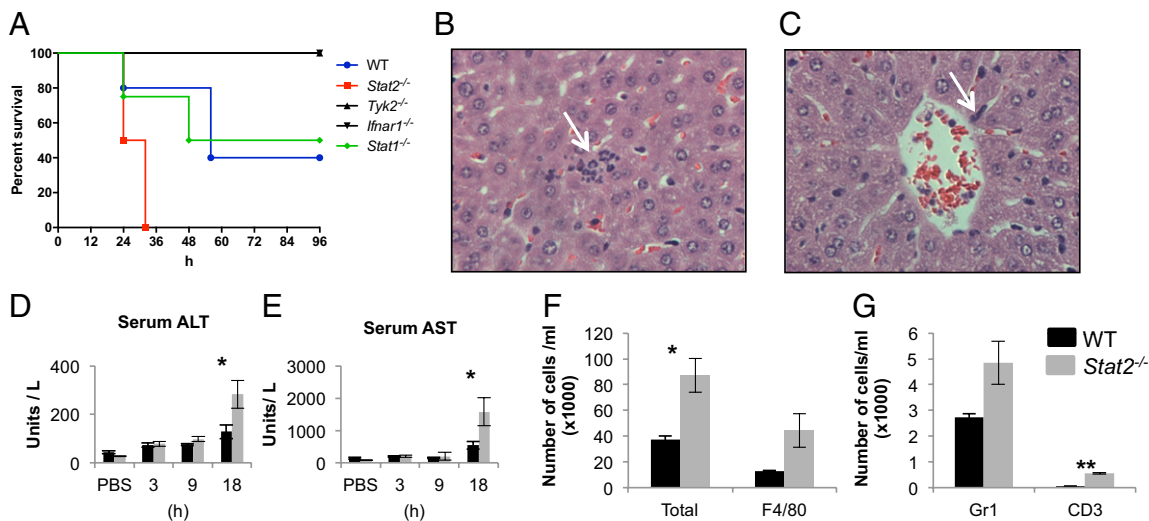 A
Percent survival
100
80
60
40
20
0
0 12 24 36 48 60 72 84 96
h
WT
Stat2-/-
Tyk2-/-
Ifnar1-/-
Stat1-/-
B
C
D
Serum ALT
Units / L
400
200
0
*
PBS 3 9 18
(h)
E
Serum AST
Units/ L
3000
2000
1000
0
*
PBS 3 9 18
(h)
F
Number of cells /ml
(x1000)
120
100
80
60
40
20
0
*
Total F4/80
G
Number of cells/ml
(x1000)
6
5
4
3
2
1
0
**
Gr1 CD3
WT
Stat2-/-